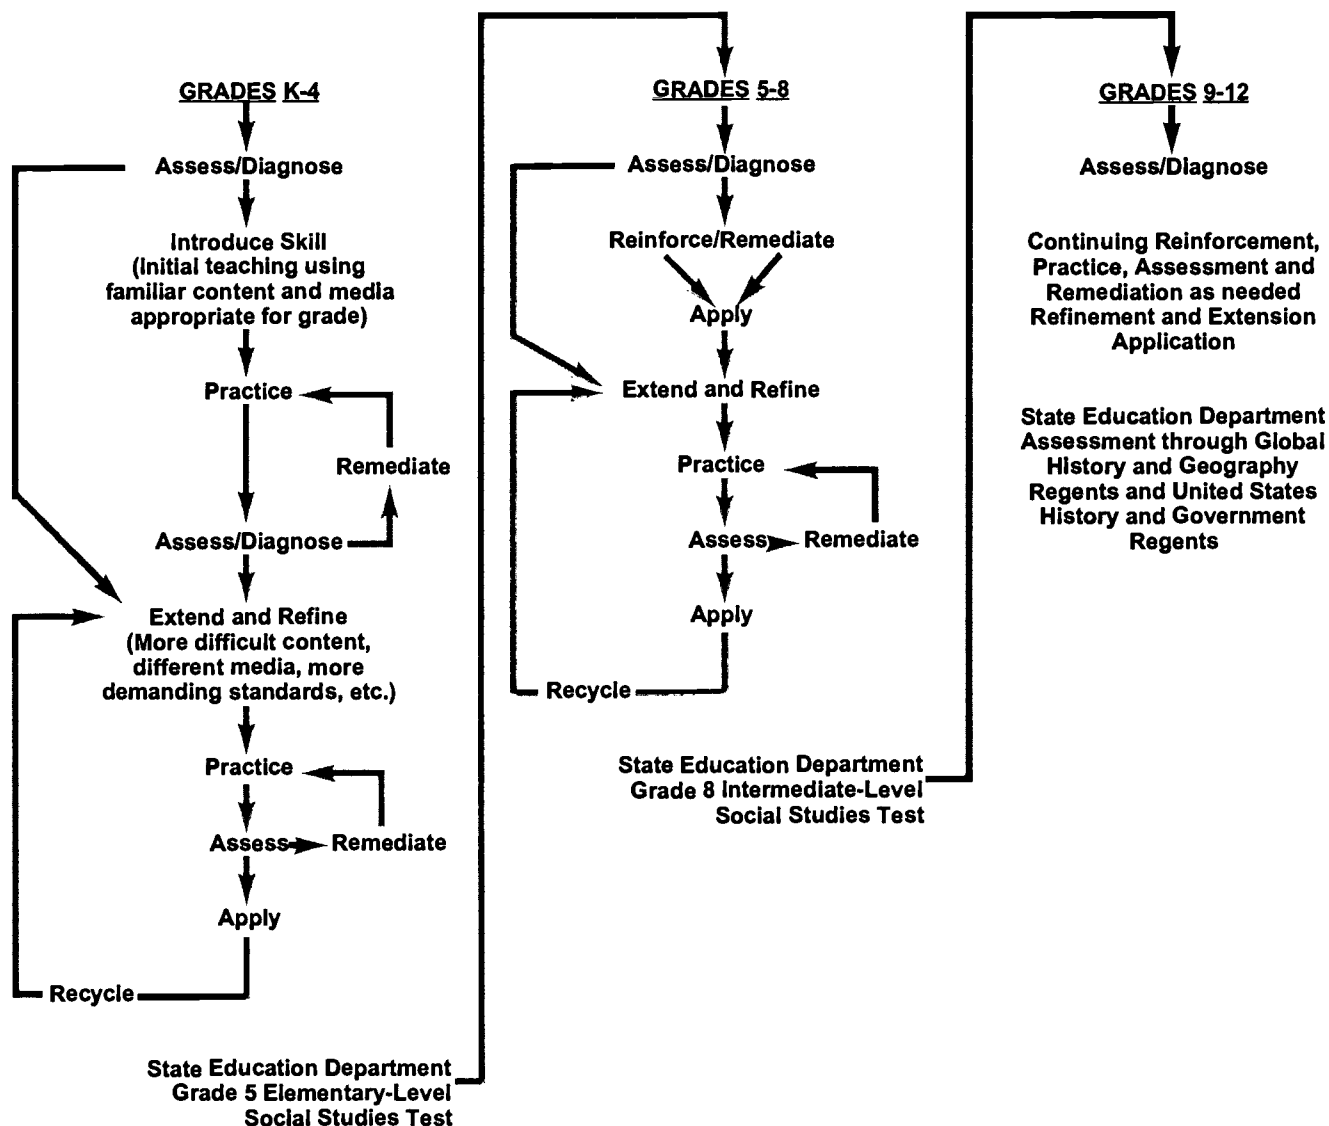 GRADES K-4
Assess/Diagnose
Introduce Skill
(Initial teaching using
familiar content and media
appropriate for grade)
Practice
Remediate
Assess/Diagnose
Extend and Refine
(More difficult content,
different media, more
demanding standards, etc.)
Practice
Assess
Remediate
Apply
Recycle
State Education Department
Grade 5 Elementary-Level
Social Studies Test
GRADES 5-8
Assess/Diagnose
Reinforce/Remediate
Apply
Extend and Refine
Practice
Assess
Remediate
Apply
Recycle
State Education Department
Grade 8 Intermediate-Level
Social Studies Test
GRADES 9-12
Assess/Diagnose
Continuing Reinforcement,
Practice, Assessment and
Remediation as needed
Refinement and Extension
Application
State Education Department
Assessment through Global
History and Geography
Regents and United States
History and Government
Regents